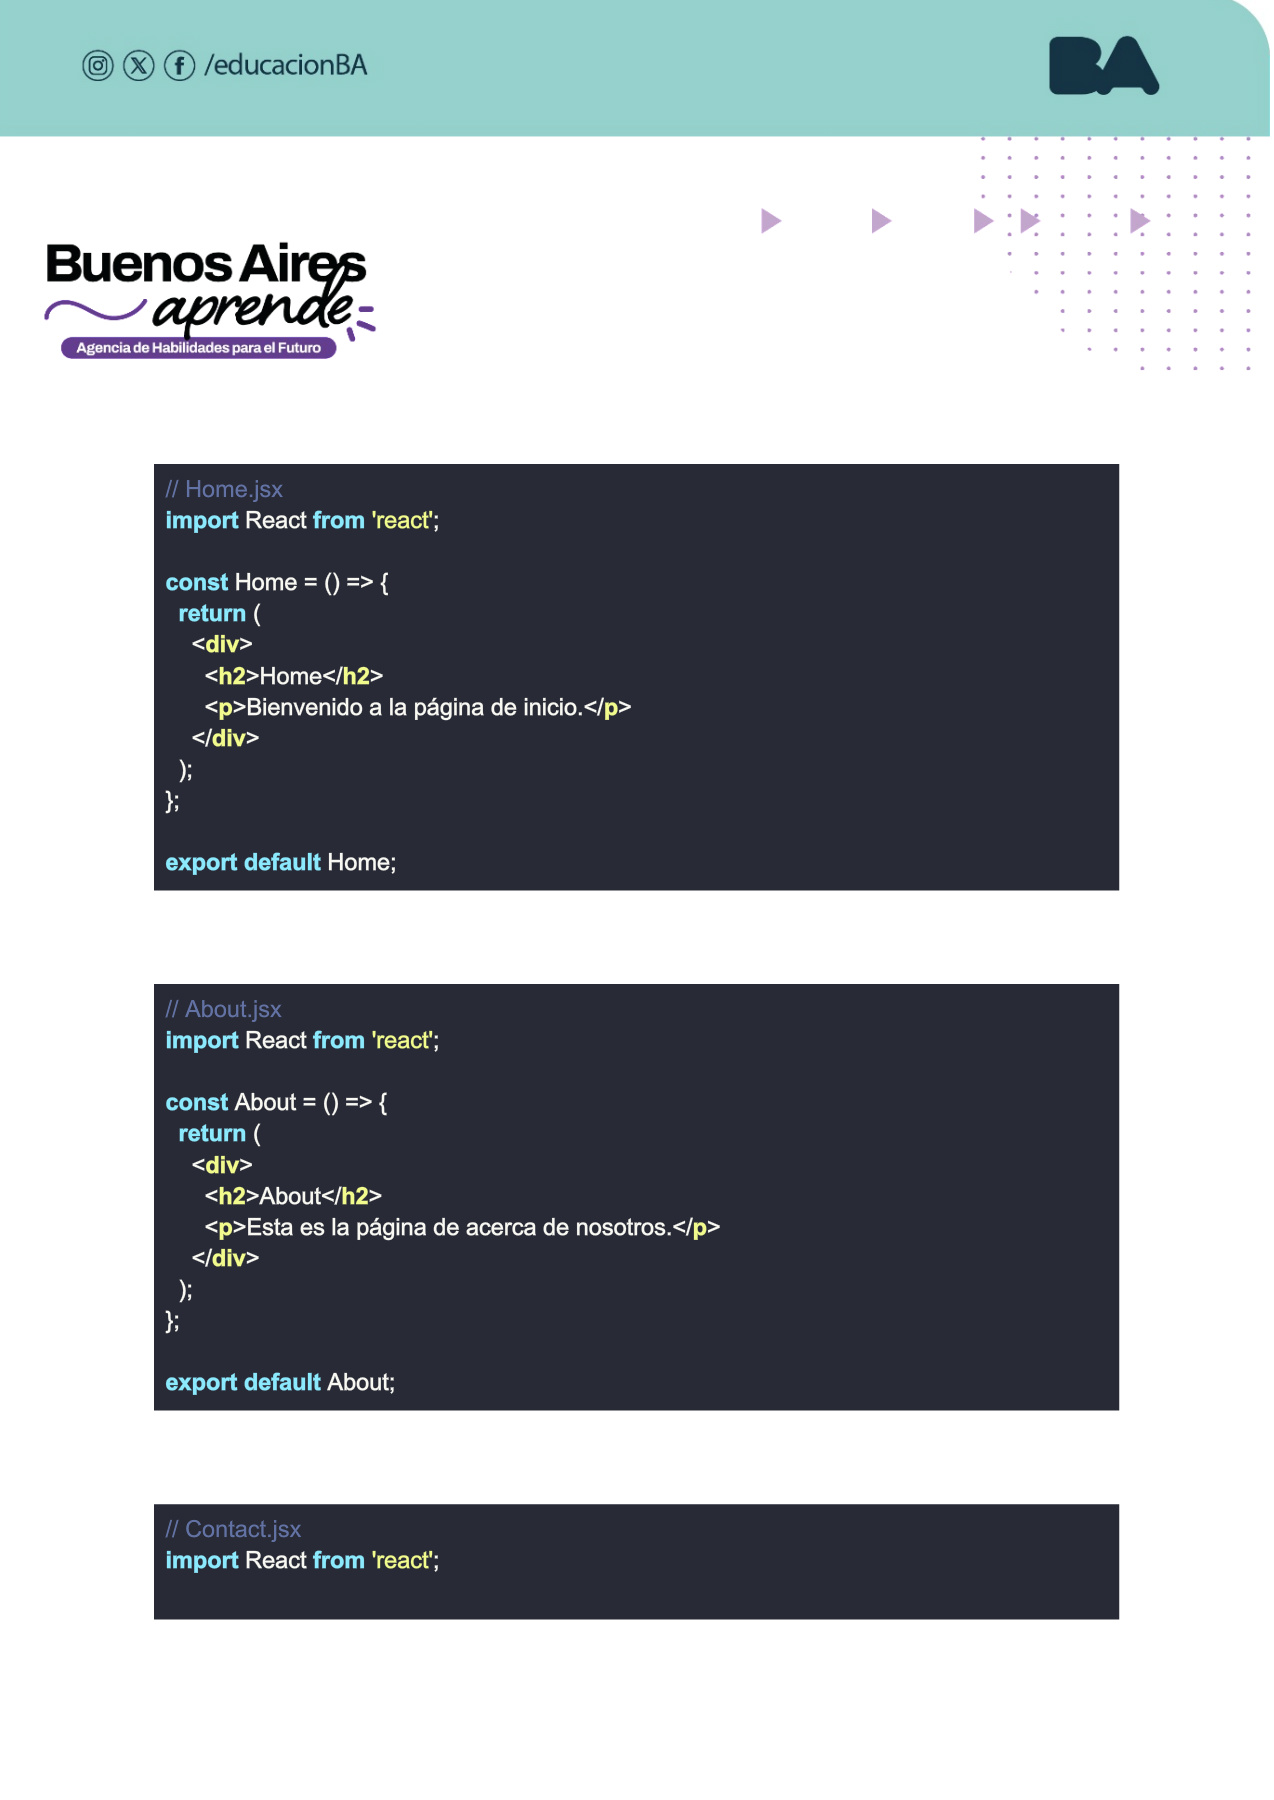 /educacionBA
BA
Buenos Aires
aprende
Agencia de Habilidades para el Futuro
// Home.jsx
import React from 'react';
const Home = () => {
return (
<div>
<h2>Home</h2>
<p>Bienvenido a la página de inicio.</p>
</div>
);
};
export default Home;
// About.jsx
import React from 'react';
const About = () => {
return (
<div>
<h2>About</h2>
<p>Esta es la página de acerca de nosotros.</p>
</div>
);
};
export default About;
// Contact.jsx
import React from 'react';